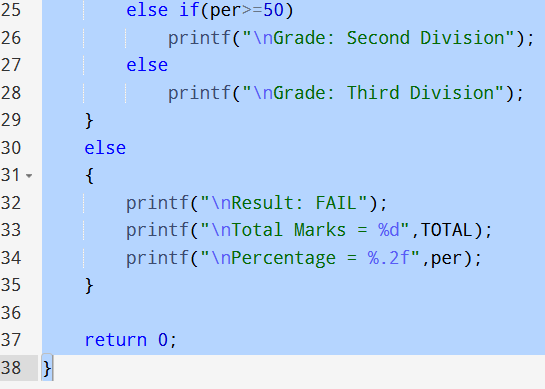 25 else if(per>=50)
26 printf("\nGrade: Second Division");
27 else
28 printf("\nGrade: Third Division");
29 }
30 else
31 {
32 printf("\nResult: FAIL");
33 printf("\nTotal Marks = %d",TOTAL);
34 printf("\nPercentage = %.2f",per);
35 }
36
37 return 0;
38 }